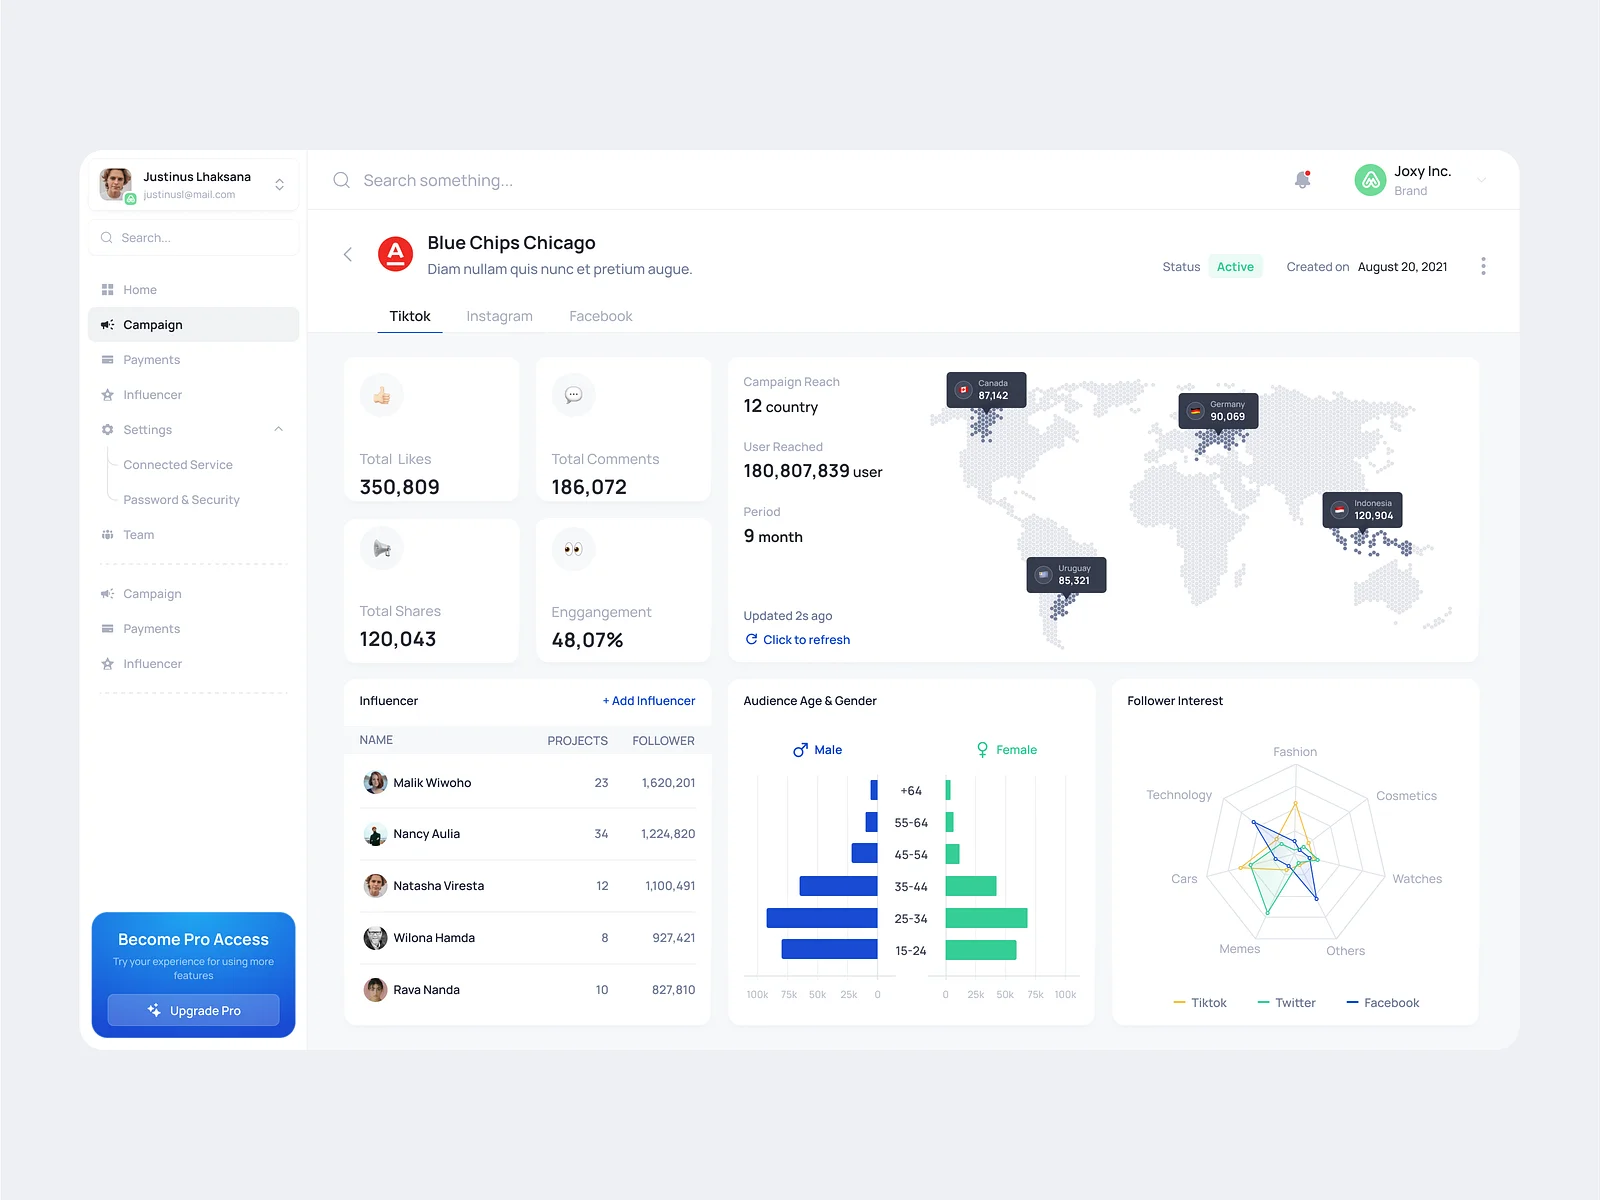 Justinus Lhaksana
justinusl@mail.com
Search...
Home
Campaign
Payments
Influencer
Settings
Connected Service
Password & Security
Team
Campaign
Payments
Influencer
Become Pro Access
Try your experience for using more
features
Upgrade Pro
Search something...
Joxy Inc.
Brand
A
Blue Chips Chicago
Diam nullam quis nunc et pretium augue.
Status Active Created on August 20, 2021
Tiktok Instagram Facebook
Total Likes
350,809
Total Comments
186,072
Total Shares
120,043
Enggangement
48,07%
Campaign Reach
12 country
User Reached
180,807,839 user
Period
9 month
Updated 2s ago
Click to refresh
Canada
87,142
Germany
90,069
Indonesia
120,904
Uruguay
85,321
Influencer + Add Influencer
NAME PROJECTS FOLLOWER
Malik Wiwoho 23 1,620,201
Nancy Aulia 34 1,224,820
Natasha Viresta 12 1,100,491
Wilona Hamda 8 927,421
Rava Nanda 10 827,810
Audience Age & Gender
Male Female
+64
55-64
45-54
35-44
25-34
15-24
100k 75k 50k 25k 0 0 25k 50k 75k 100k
Follower Interest
Fashion
Technology Cosmetics
Cars Watches
Memes Others
Tiktok Twitter Facebook